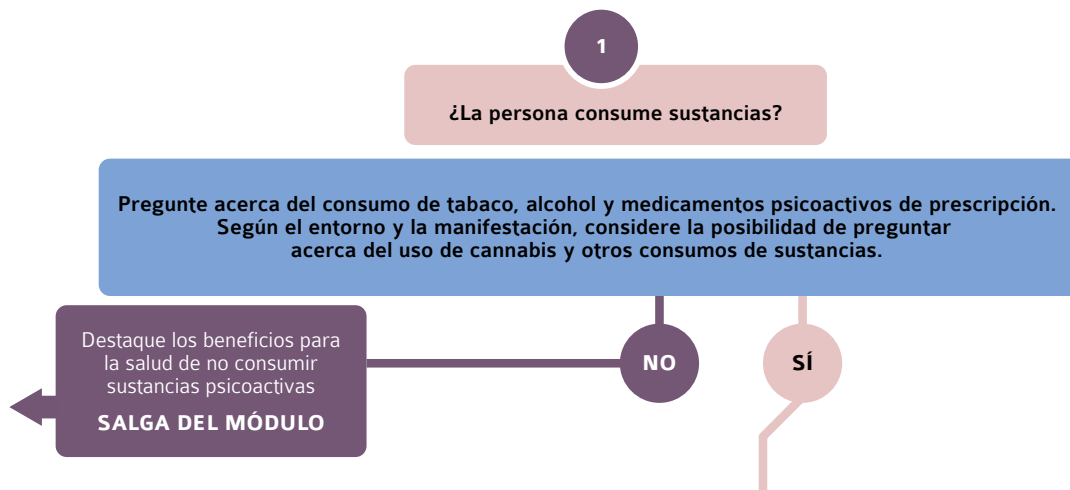 1
¿La persona consume sustancias?
Pregunte acerca del consumo de tabaco, alcohol y medicamentos psicoactivos de prescripción.
Según el entorno y la manifestación, considere la posibilidad de preguntar
acerca del uso de cannabis y otros consumos de sustancias.
Destaque los beneficios para
la salud de no consumir
sustancias psicoactivas
SALGA DEL MÓDULO
NO
SÍ